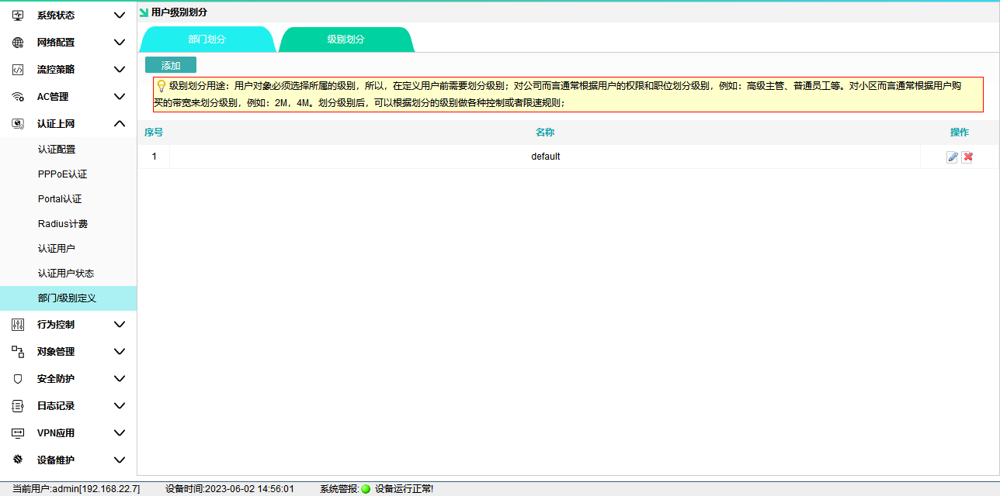 系统状态
网络配置
流控策略
AC管理
认证上网
认证配置
PPPoE认证
Portal认证
Radius计费
认证用户
认证用户状态
部门/级别定义
行为控制
对象管理
安全防护
日志记录
VPN应用
设备维护
用户级别划分
部门划分 级别划分
添加
级别划分用途：用户对象必须选择所属的级别，所以，在定义用户前需要划分级别；对公司而言通常根据用户的权限和职位划分级别，例如：高级主管、普通员工等。对小区而言通常根据用户购
买的带宽来划分级别，例如：2M，4M。划分级别后，可以根据划分的级别做各种控制或者限速规则；
序号 名称 操作
1 default
当前用户:admin[192.168.22.7] 设备时间:2023-06-02 14:56:01 系统警报: 设备运行正常!